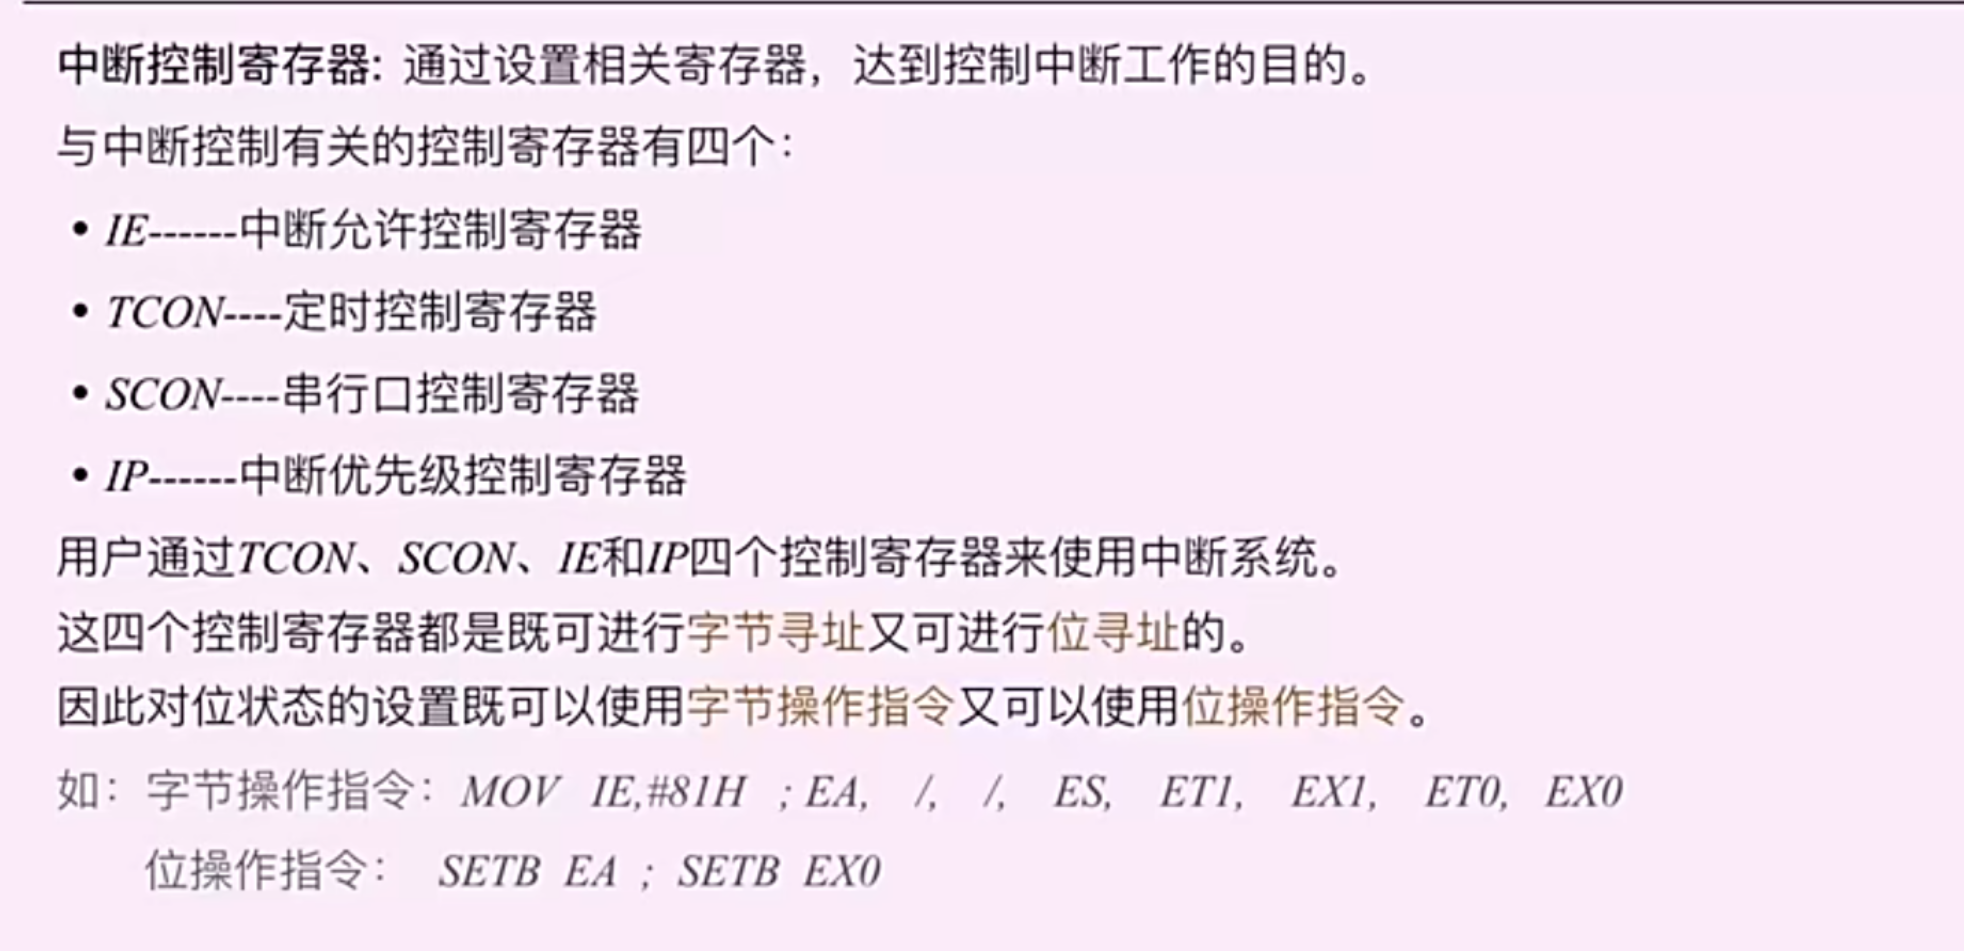 中断控制寄存器: 通过设置相关寄存器，达到控制中断工作的目的。
与中断控制有关的控制寄存器有四个：
• IE------中断允许控制寄存器
• TCON----定时控制寄存器
• SCON----串行口控制寄存器
• IP------中断优先级控制寄存器
用户通过TCON、SCON、IE和IP四个控制寄存器来使用中断系统。
这四个控制寄存器都是既可进行字节寻址又可进行位寻址的。
因此对位状态的设置既可以使用字节操作指令又可以使用位操作指令。
如：字节操作指令：MOV IE,#81H ; EA, /, /, ES, ET1, EX1, ET0, EX0
位操作指令： SETB EA ; SETB EX0